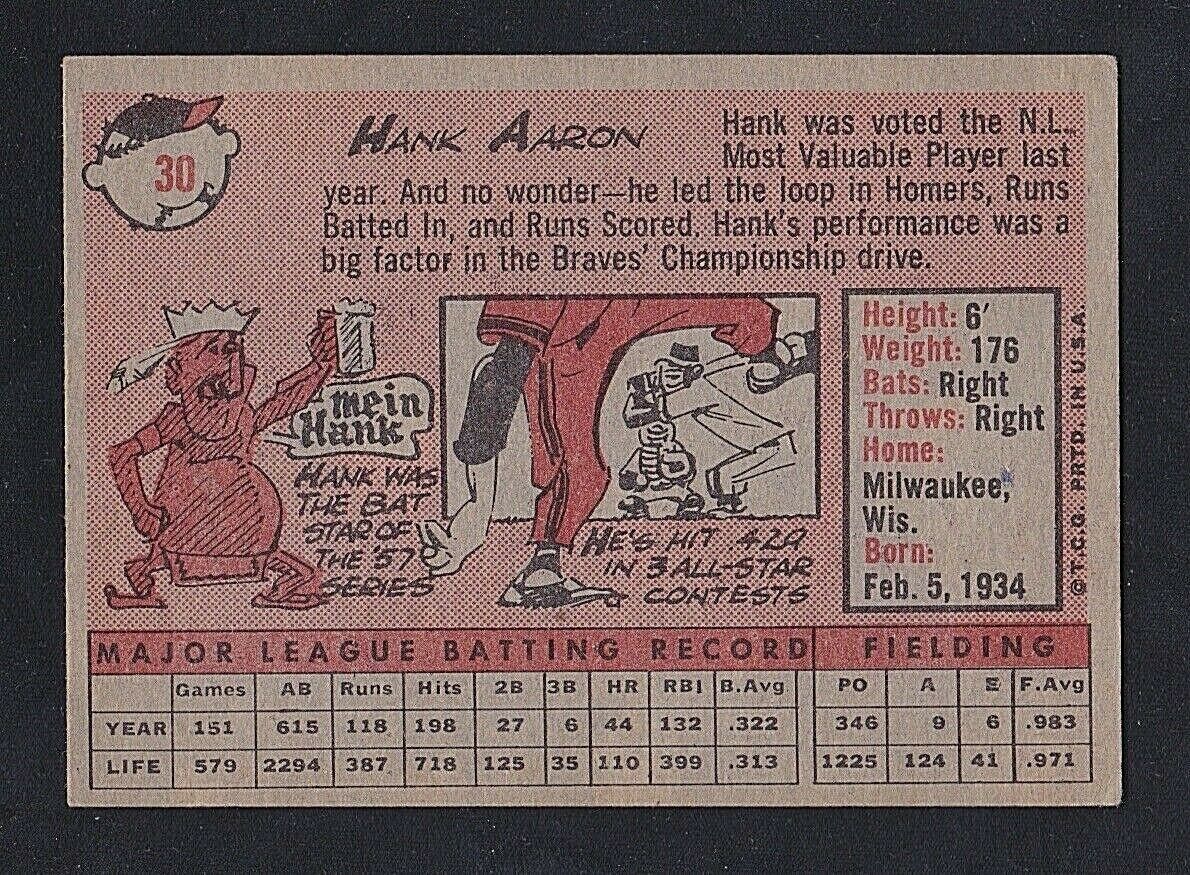 30
HANK AARON
Hank was voted the N.L.
Most Valuable Player last
year. And no wonder—he led the loop in Homers, Runs
Batted In, and Runs Scored. Hank's performance was a
big factor in the Braves' Championship drive.
mein
Hank
HANK WAS
THE BAT
STAR OF
THE '57
SERIES
HE'S HIT .429
IN 3 ALL-STAR
CONTESTS
Height: 6'
Weight: 176
Bats: Right
Throws: Right
Home:
Milwaukee,
Wis.
Born:
Feb. 5, 1934
© T.C.G. PRTD. IN U.S.A.
MAJOR LEAGUE BATTING RECORD FIELDING
Games AB Runs Hits 2B 3B HR RBI B.Avg PO A E F.Avg
YEAR 151 615 118 198 27 6 44 132 .322 346 9 6 .983
LIFE 579 2294 387 718 125 35 110 399 .313 1225 124 41 .971